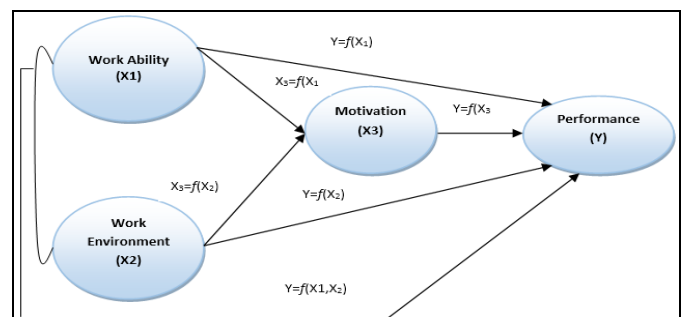 Y=f(X₁)
Work Ability
(X1)
X₃=f(X₁
Motivation
(X3)
Y=f(X₃
Performance
(Y)
X₃=f(X₂)
Y=f(X₂)
Work
Environment
(X2)
Y=f(X1,X₂)